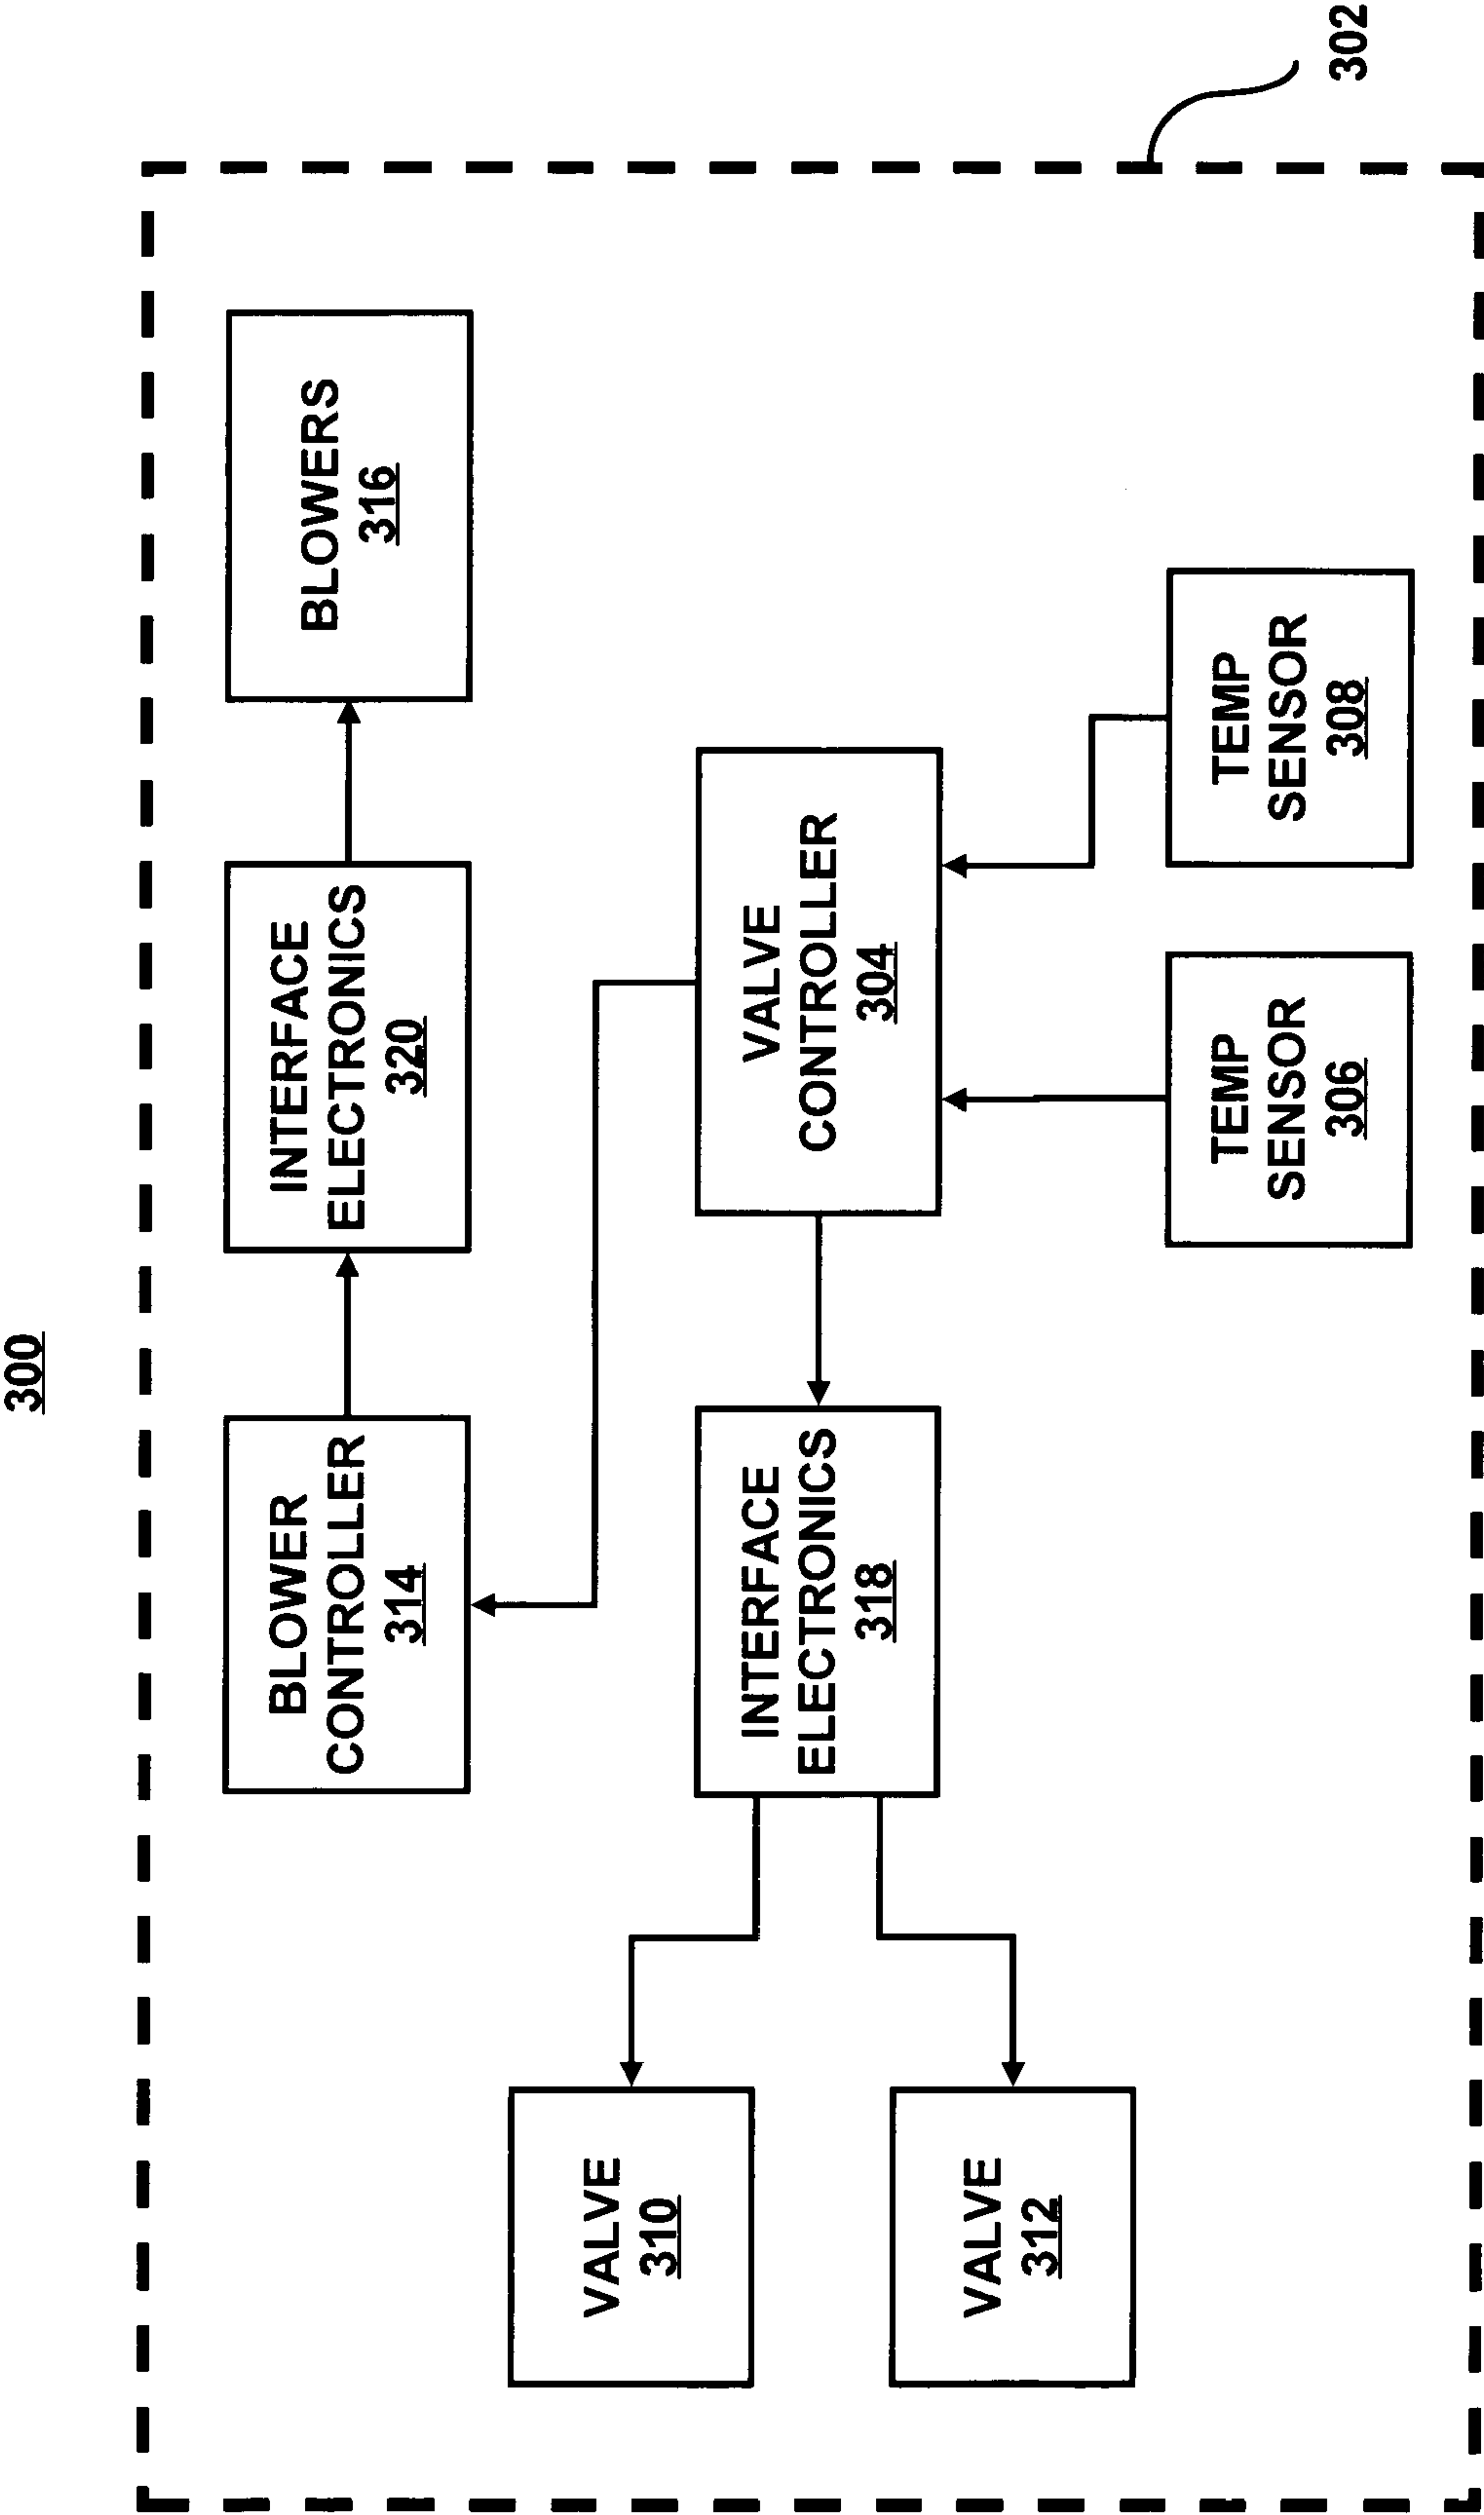 300
BLOWER
CONTROLLER
314
INTERFACE
ELECTRONICS
320
BLOWERS
316
VALVE
310
INTERFACE
ELECTRONICS
318
VALVE
CONTROLLER
304
VALVE
312
TEMP
SENSOR
306
TEMP
SENSOR
308
302